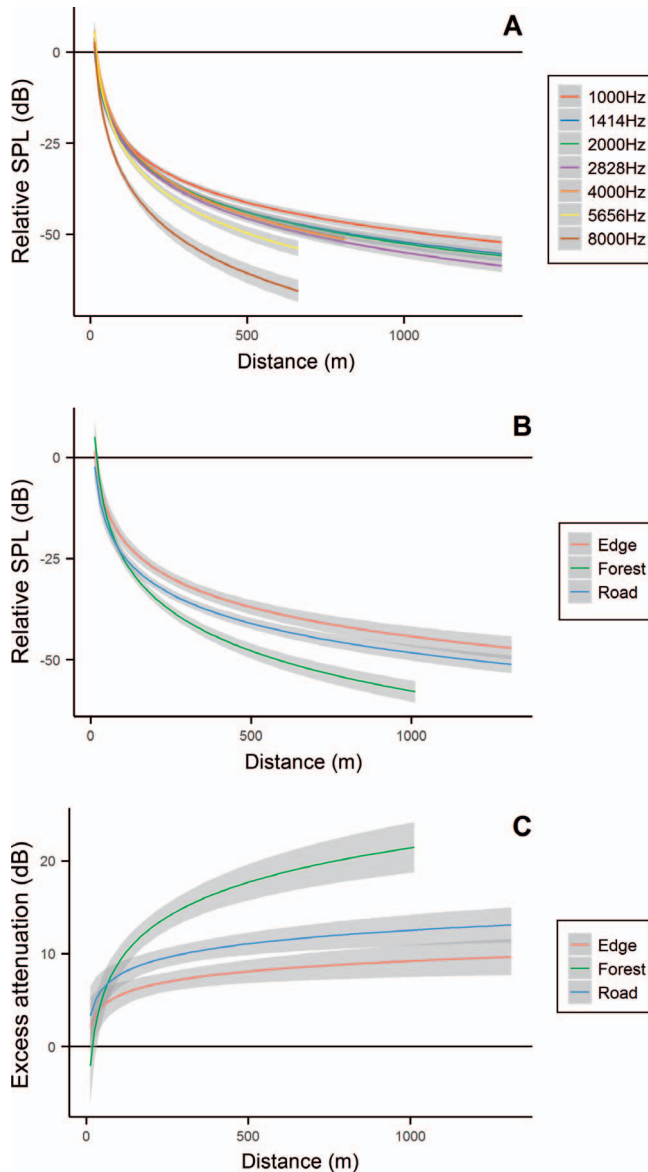 A
Relative SPL (dB)
0
-25
-50
0
500
1000
Distance (m)
1000Hz
1414Hz
2000Hz
2828Hz
4000Hz
5656Hz
8000Hz
B
Relative SPL (dB)
0
-25
-50
0
500
1000
Distance (m)
Edge
Forest
Road
C
Excess attenuation (dB)
20
10
0
0
500
1000
Distance (m)
Edge
Forest
Road